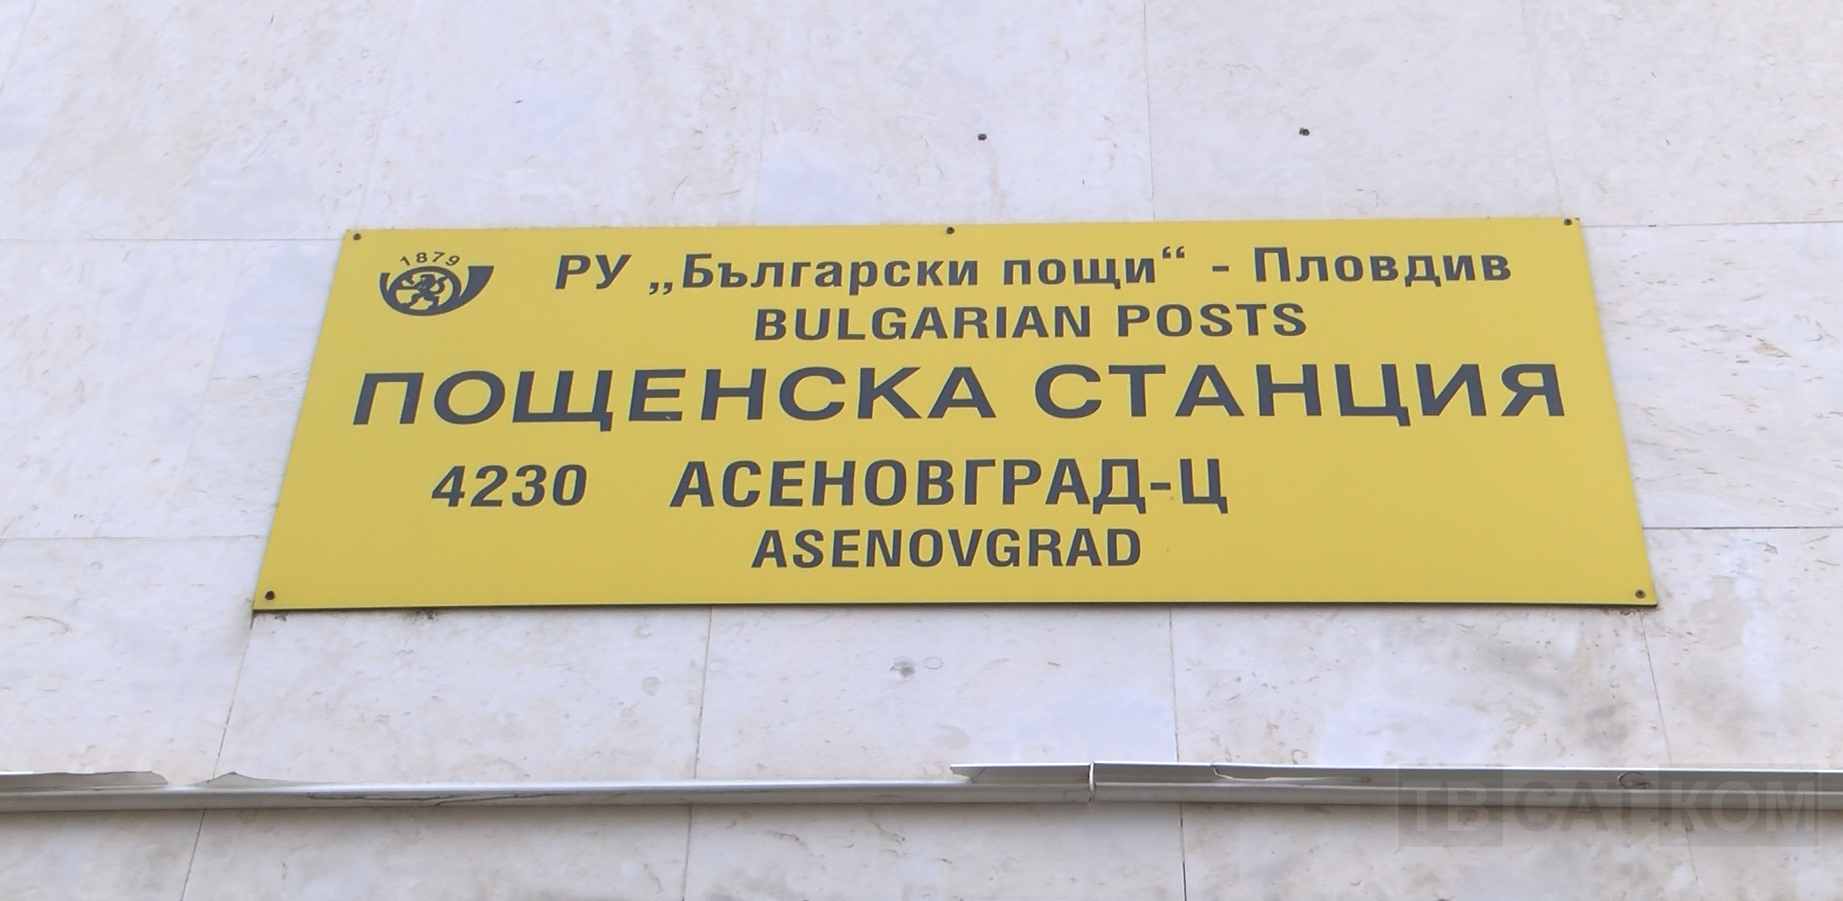 1879
РУ „Български пощи“ - Пловдив
BULGARIAN POSTS
ПОЩЕНСКА СТАНЦИЯ
4230 АСЕНОВГРАД-Ц
ASENOVGRAD
ТВ САТКОМ